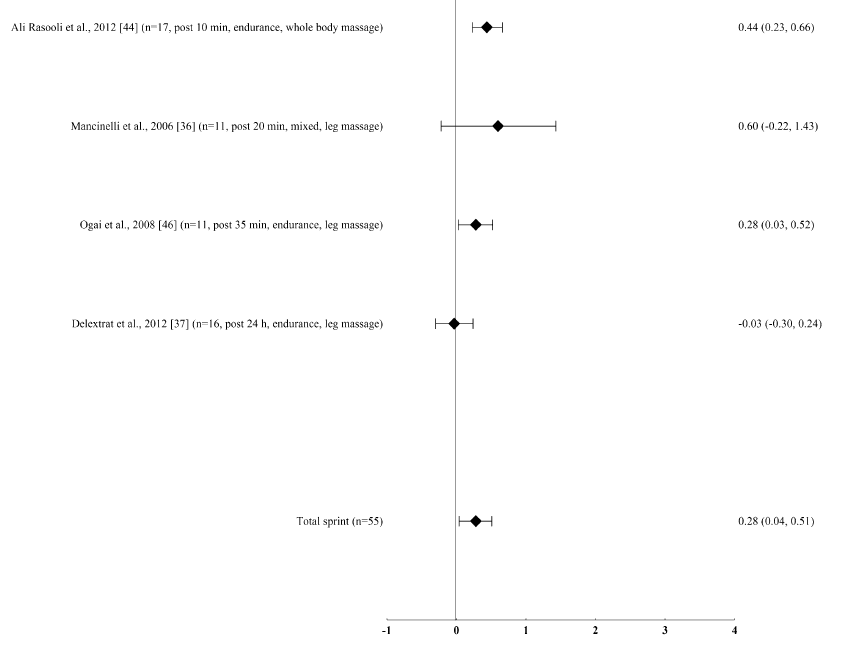 Ali Rasooli et al., 2012 [44] (n=17, post 10 min, endurance, whole body massage) 0.44 (0.23, 0.66)
Mancinelli et al., 2006 [36] (n=11, post 20 min, mixed, leg massage) 0.60 (-0.22, 1.43)
Ogai et al., 2008 [46] (n=11, post 35 min, endurance, leg massage) 0.28 (0.03, 0.52)
Delextrat et al., 2012 [37] (n=16, post 24 h, endurance, leg massage) -0.03 (-0.30, 0.24)
Total sprint (n=55) 0.28 (0.04, 0.51)
-1 0 1 2 3 4